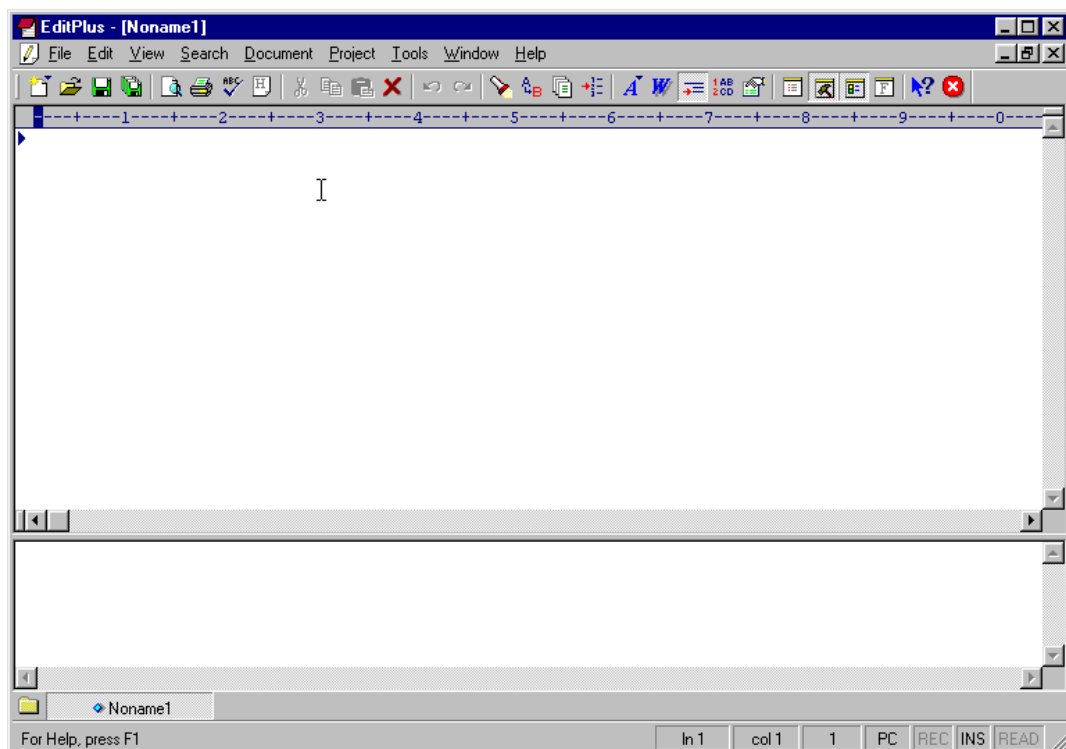 EditPlus - [Noname1]
File Edit View Search Document Project Tools Window Help
----+----1----+----2----+----3----+----4----+----5----+----6----+----7----+----8----+----9----+----0----
Noname1
For Help, press F1 ln 1 col 1 1 PC REC INS READ